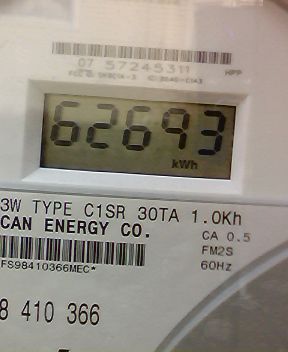 07 57245311
HPP
62693
kWh
3W TYPE C1SR 30TA 1.0Kh
CAN ENERGY CO.
CA 0.5
FM2S
60Hz
FS98410366MEC*
8 410 366